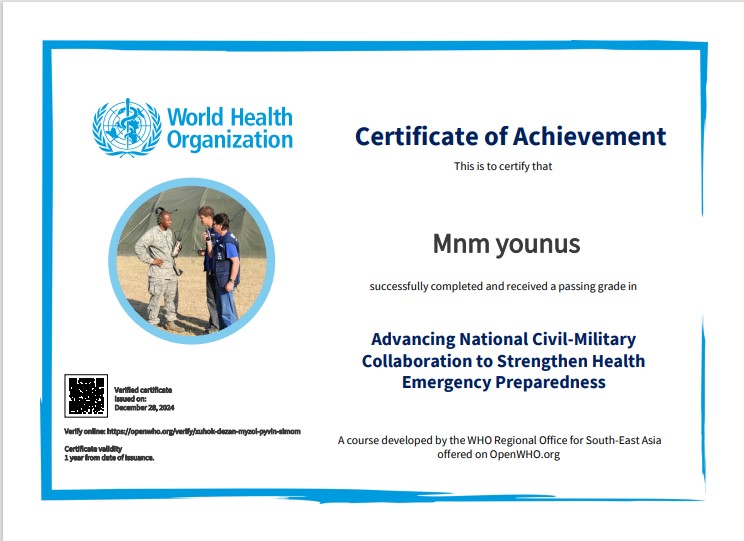 World Health
Organization
Certificate of Achievement
This is to certify that
Mnm younus
successfully completed and received a passing grade in
Advancing National Civil-Military
Collaboration to Strengthen Health
Emergency Preparedness
Verified certificate
Issued on:
December 28, 2024
Verify online: https://openwho.org/verify/xuhok-dezan-myzol-pyvin-simom
Certificate validity
1 year from date of issuance.
A course developed by the WHO Regional Office for South-East Asia
offered on OpenWHO.org